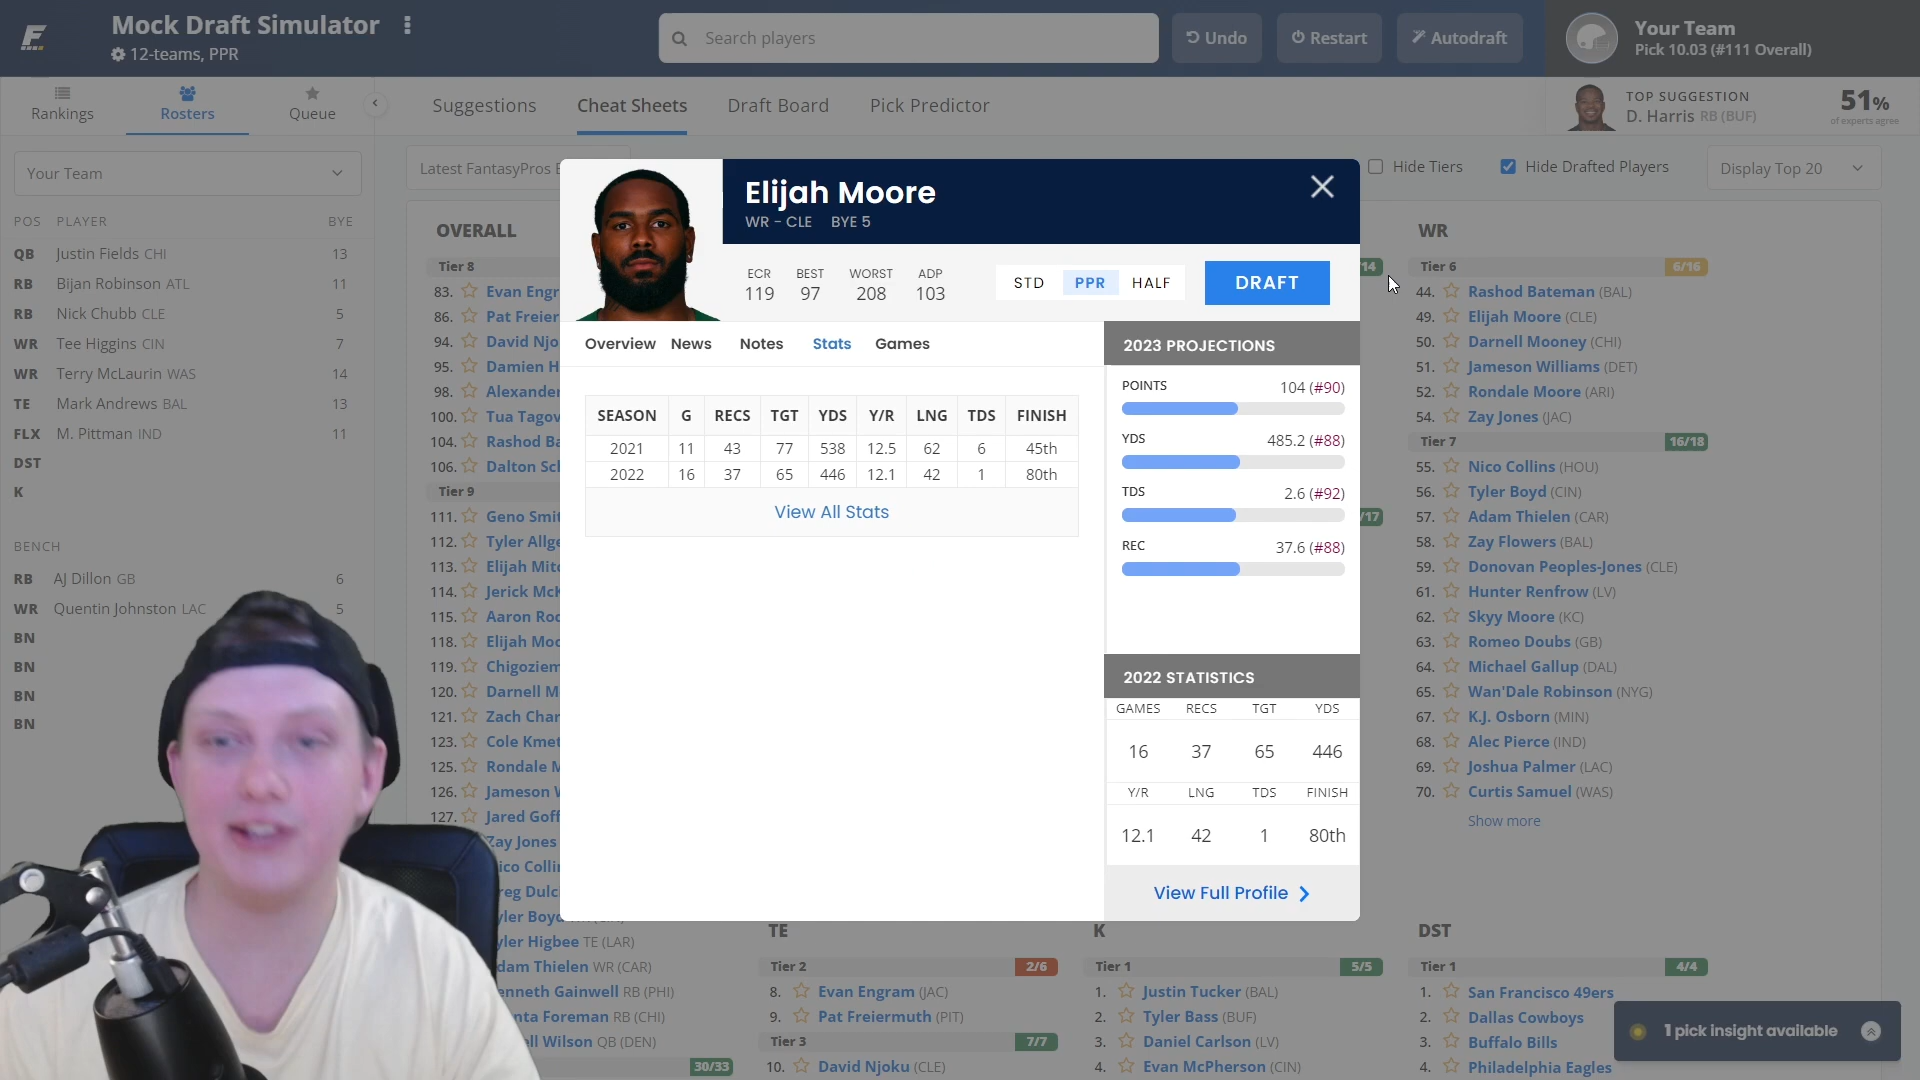 Mock Draft Simulator
12-teams, PPR
Search players
Undo
Restart
Autodraft
Your Team
Pick 10.03 (#111 Overall)
Rankings
Rosters
Queue
Suggestions
Cheat Sheets
Draft Board
Pick Predictor
TOP SUGGESTION
D. Harris RB (BUF)
51%
of experts agree
Your Team
POS PLAYER BYE
QB Justin Fields CHI 13
RB Bijan Robinson ATL 11
RB Nick Chubb CLE 5
WR Tee Higgins CIN 7
WR Terry McLaurin WAS 14
TE Mark Andrews BAL 13
FLX M. Pittman IND 11
DST
K
BENCH
RB AJ Dillon GB 6
WR Quentin Johnston LAC 5
BN
BN
BN
BN
Latest FantasyPros E
Hide Tiers
Hide Drafted Players
Display Top 20
OVERALL
Tier 8
83. Evan Engr
86. Pat Freier
94. David Njo
95. Damien H
98. Alexander
100. Tua Tagov
104. Rashod Ba
106. Dalton Sch
Tier 9
111. Geno Smit
112. Tyler Allge
113. Elijah Mitc
114. Jerick McK
115. Aaron Roc
118. Elijah Moo
119. Chigoziem
120. Darnell M
121. Zach Char
123. Cole Kmet
125. Rondale M
126. Jameson W
127. Jared Goff
Zay Jones
ico Collin
reg Dulc
yler Boyd
yler Higbee TE (LAR)
dam Thielen WR (CAR)
enneth Gainwell RB (PHI)
nta Foreman RB (CHI)
ll Wilson QB (DEN)
30/33
Elijah Moore
WR - CLE BYE 5
ECR BEST WORST ADP
119 97 208 103
STD PPR HALF
DRAFT
Overview News Notes Stats Games
SEASON G RECS TGT YDS Y/R LNG TDS FINISH
2021 11 43 77 538 12.5 62 6 45th
2022 16 37 65 446 12.1 42 1 80th
View All Stats
2023 PROJECTIONS
POINTS 104 (#90)
YDS 485.2 (#88)
TDS 2.6 (#92)
REC 37.6 (#88)
2022 STATISTICS
GAMES RECS TGT YDS
16 37 65 446
Y/R LNG TDS FINISH
12.1 42 1 80th
View Full Profile
/14
/17
WR
Tier 6 6/16
44. Rashod Bateman (BAL)
49. Elijah Moore (CLE)
50. Darnell Mooney (CHI)
51. Jameson Williams (DET)
52. Rondale Moore (ARI)
54. Zay Jones (JAC)
Tier 7 16/18
55. Nico Collins (HOU)
56. Tyler Boyd (CIN)
57. Adam Thielen (CAR)
58. Zay Flowers (BAL)
59. Donovan Peoples-Jones (CLE)
61. Hunter Renfrow (LV)
62. Skyy Moore (KC)
63. Romeo Doubs (GB)
64. Michael Gallup (DAL)
65. Wan'Dale Robinson (NYG)
67. K.J. Osborn (MIN)
68. Alec Pierce (IND)
69. Joshua Palmer (LAC)
70. Curtis Samuel (WAS)
Show more
TE
Tier 2 2/6
8. Evan Engram (JAC)
9. Pat Freiermuth (PIT)
Tier 3 7/7
10. David Njoku (CLE)
K
Tier 1 5/5
1. Justin Tucker (BAL)
2. Tyler Bass (BUF)
3. Daniel Carlson (LV)
4. Evan McPherson (CIN)
DST
Tier 1 4/4
1. San Francisco 49ers
2. Dallas Cowboys
3. Buffalo Bills
4. Philadelphia Eagles
1 pick insight available